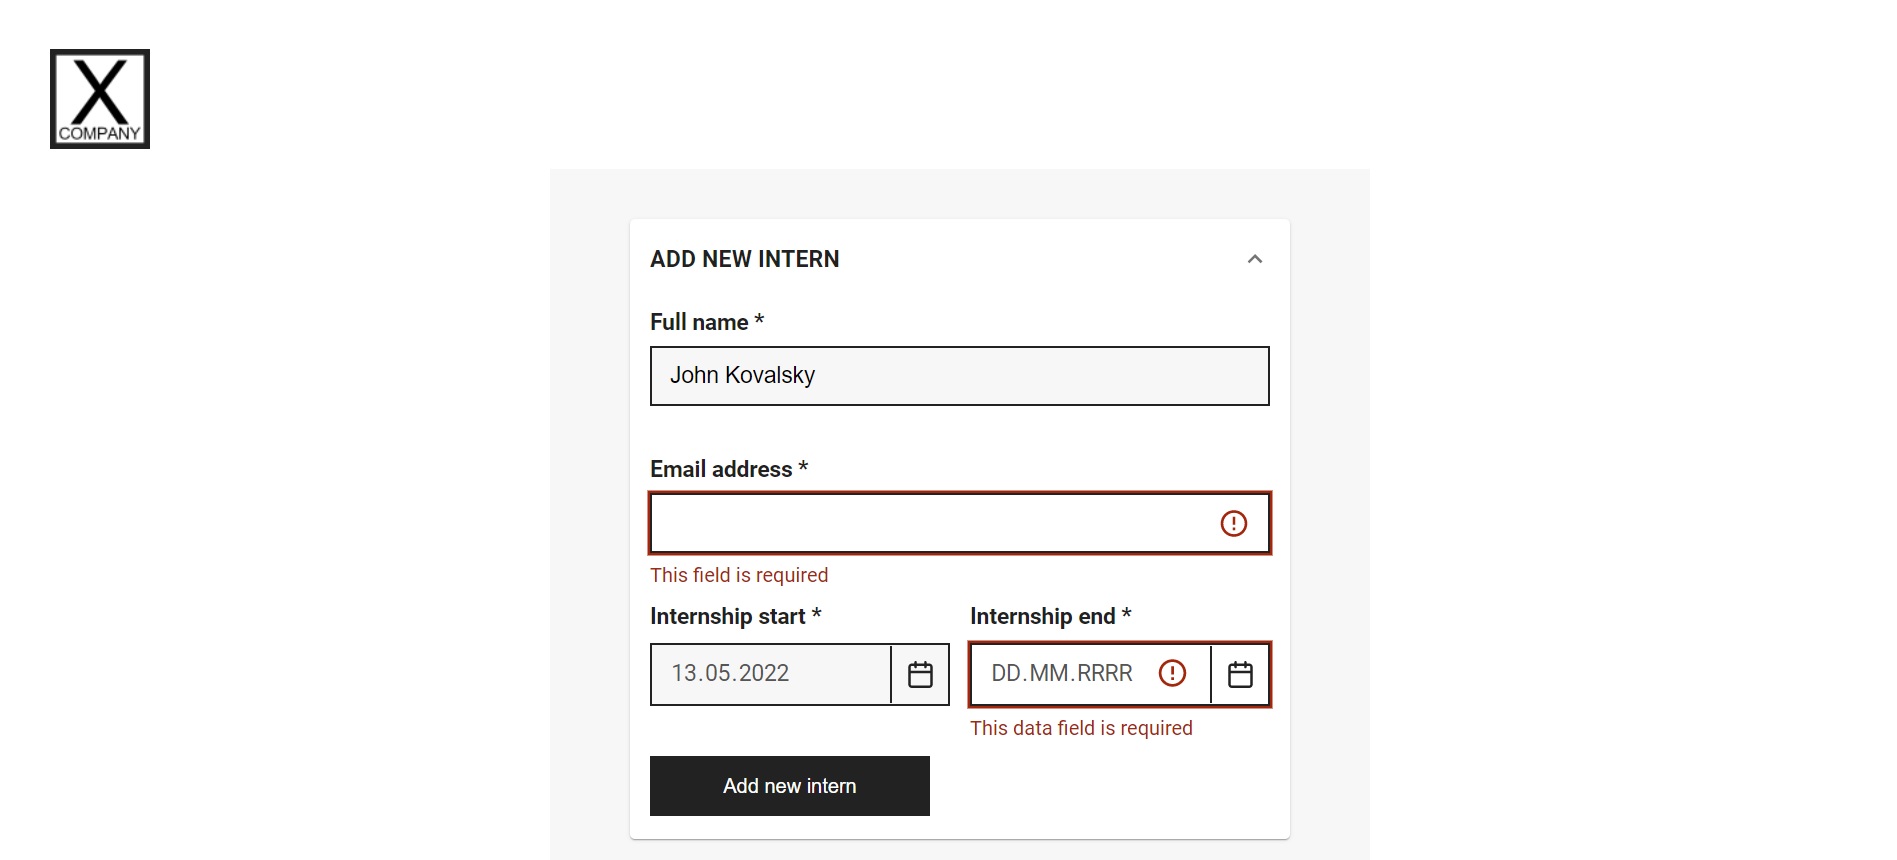 X
COMPANY
ADD NEW INTERN
Full name *
John Kovalsky
Email address *
This field is required
Internship start *
Internship end *
13.05.2022
DD.MM.RRRR
This data field is required
Add new intern